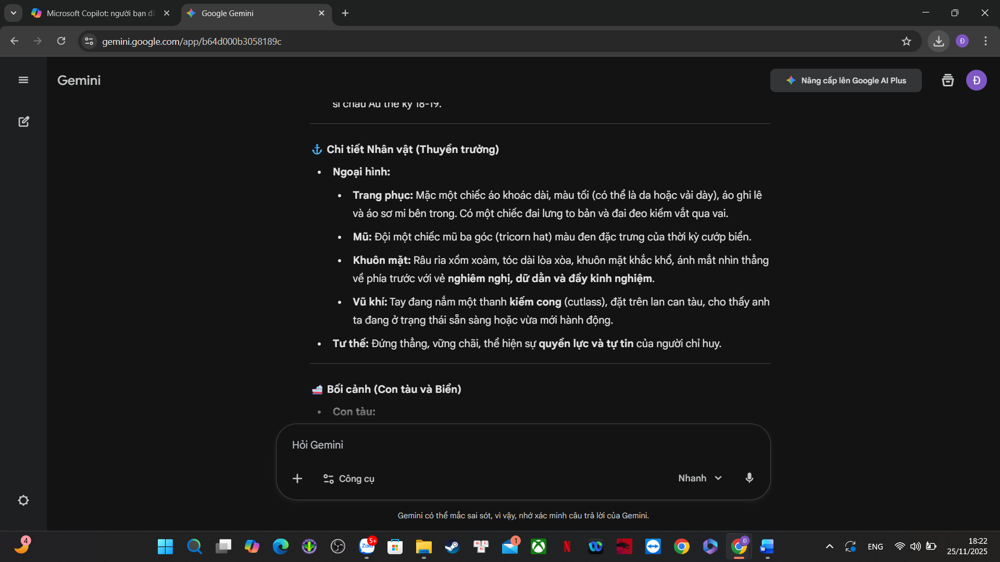 Microsoft Copilot: người bạn đồ
Google Gemini
gemini.google.com/app/b64d000b3058189c
Đ
Gemini
Nâng cấp lên Google AI Plus
Đ
sĩ châu Âu thế kỷ 18-19.
Chi tiết Nhân vật (Thuyền trưởng)
Ngoại hình:
Trang phục: Mặc một chiếc áo khoác dài, màu tối (có thể là da hoặc vải dày), áo ghi lê
và áo sơ mi bên trong. Có một chiếc đai lưng to bản và đai đeo kiếm vắt qua vai.
Mũ: Đội một chiếc mũ ba góc (tricorn hat) màu đen đặc trưng của thời kỳ cướp biển.
Khuôn mặt: Râu ria xồm xoàm, tóc dài lòa xòa, khuôn mặt khắc khổ, ánh mắt nhìn thẳng
về phía trước với vẻ nghiêm nghị, dữ dằn và đầy kinh nghiệm.
Vũ khí: Tay đang nắm một thanh kiếm cong (cutlass), đặt trên lan can tàu, cho thấy anh
ta đang ở trạng thái sẵn sàng hoặc vừa mới hành động.
Tư thế: Đứng thẳng, vững chãi, thể hiện sự quyền lực và tự tin của người chỉ huy.
Bối cảnh (Con tàu và Biển)
Con tàu:
Hỏi Gemini
Công cụ
Nhanh
Gemini có thể mắc sai sót, vì vậy, nhớ xác minh câu trả lời của Gemini.
4
Zalo
5+
1
N
Đ
W
ENG
18:22
25/11/2025